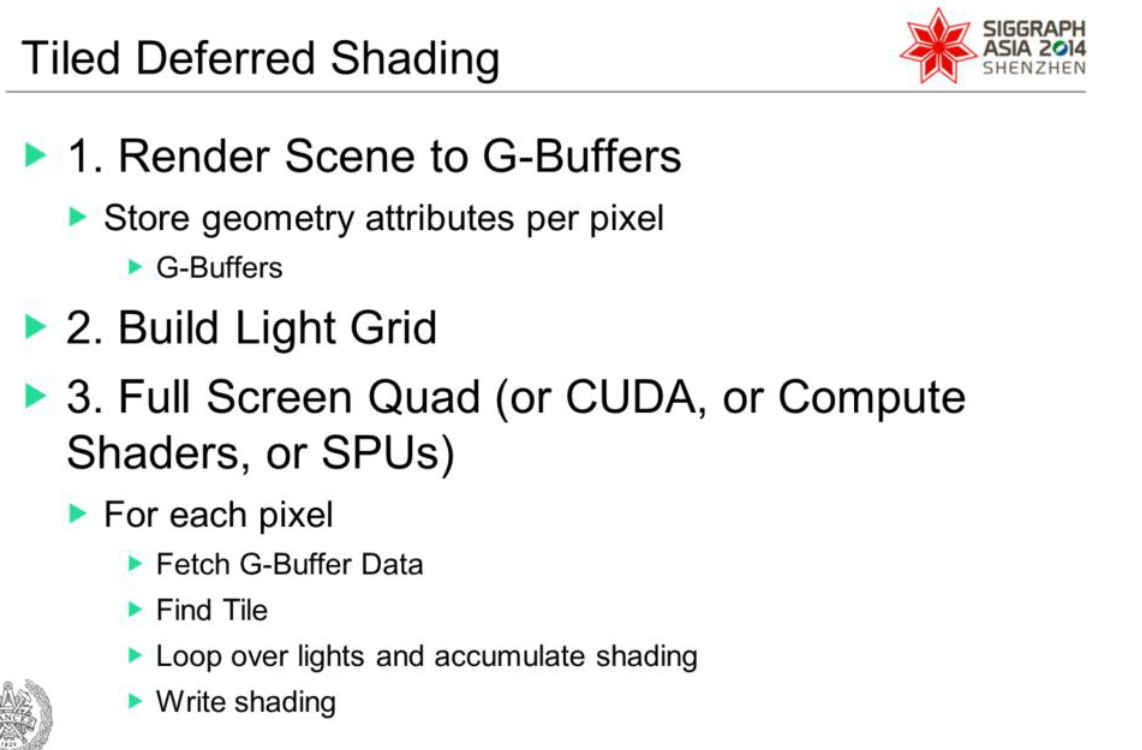 Tiled Deferred Shading
SIGGRAPH
ASIA 2014
SHENZHEN
1. Render Scene to G-Buffers
Store geometry attributes per pixel
G-Buffers
2. Build Light Grid
3. Full Screen Quad (or CUDA, or Compute
Shaders, or SPUs)
For each pixel
Fetch G-Buffer Data
Find Tile
Loop over lights and accumulate shading
Write shading